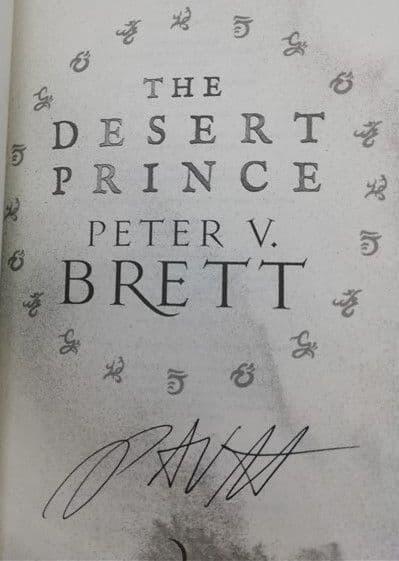 THE
DESERT
PRINCE
PETER V.
BRETT